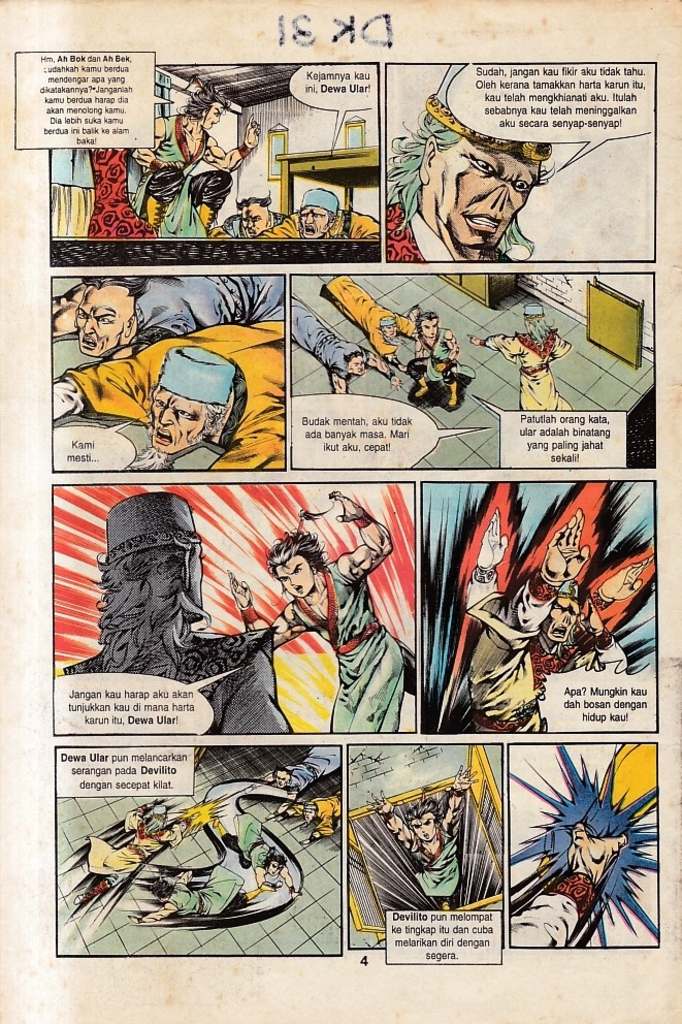 DK 31
Hm, Ah Bok dan Ah Bek,
sudahkah kamu berdua
mendengar apa yang
dikatakannya? Janganlah
kamu berdua harap dia
akan menolong kamu.
Dia lebih suka kamu
berdua ini balik ke alam
baka!
Kejamnya kau
ini, Dewa Ular!
Sudah, jangan kau fikir aku tidak tahu.
Oleh kerana tamakkan harta karun itu,
kau telah mengkhianati aku. Itulah
sebabnya kau telah meninggalkan
aku secara senyap-senyap!
Kami
mesti...
Budak mentah, aku tidak
ada banyak masa. Mari
ikut aku, cepat!
Patutlah orang kata,
ular adalah binatang
yang paling jahat
sekali!
Jangan kau harap aku akan
tunjukkan kau di mana harta
karun itu, Dewa Ular!
Apa? Mungkin kau
dah bosan dengan
hidup kau!
Dewa Ular pun melancarkan
serangan pada Devilito
dengan secepat kilat.
Devilito pun melompat
ke tingkap itu dan cuba
melarikan diri dengan
segera.
4